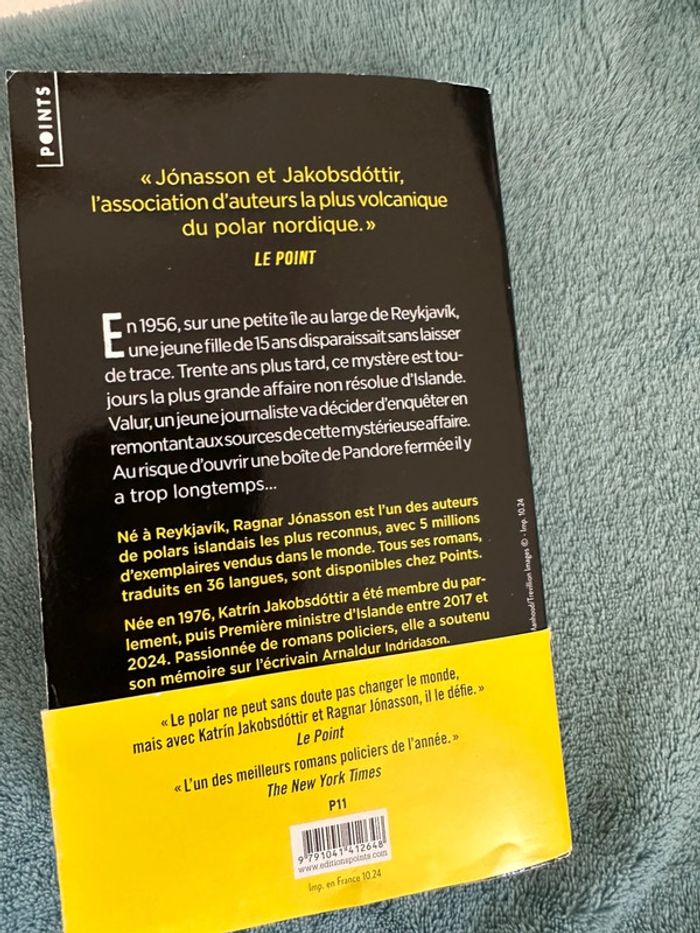 POINTS
« Jónasson et Jakobsdóttir,
l'association d'auteurs la plus volcanique
du polar nordique. »
LE POINT
En 1956, sur une petite île au large de Reykjavík,
une jeune fille de 15 ans disparaissait sans laisser
de trace. Trente ans plus tard, ce mystère est tou-
jours la plus grande affaire non résolue d'Islande.
Valur, un jeune journaliste va décider d'enquêter en
remontant aux sources de cette mystérieuse affaire.
Au risque d'ouvrir une boîte de Pandore fermée il y
a trop longtemps...
Né à Reykjavík, Ragnar Jónasson est l'un des auteurs
de polars islandais les plus reconnus, avec 5 millions
d'exemplaires vendus dans le monde. Tous ses romans,
traduits en 36 langues, sont disponibles chez Points.
Née en 1976, Katrín Jakobsdóttir a été membre du par-
lement, puis Première ministre d'Islande entre 2017 et
2024. Passionnée de romans policiers, elle a soutenu
son mémoire sur l'écrivain Arnaldur Indridason.
/Trevillion Images © - Imp. 10.24
« Le polar ne peut sans doute pas changer le monde,
mais avec Katrín Jakobsdóttir et Ragnar Jónasson, il le défie. »
Le Point
« L'un des meilleurs romans policiers de l'année. »
The New York Times
P11
9 791041 412648
www.editionspoints.com
Imp. en France 10.24